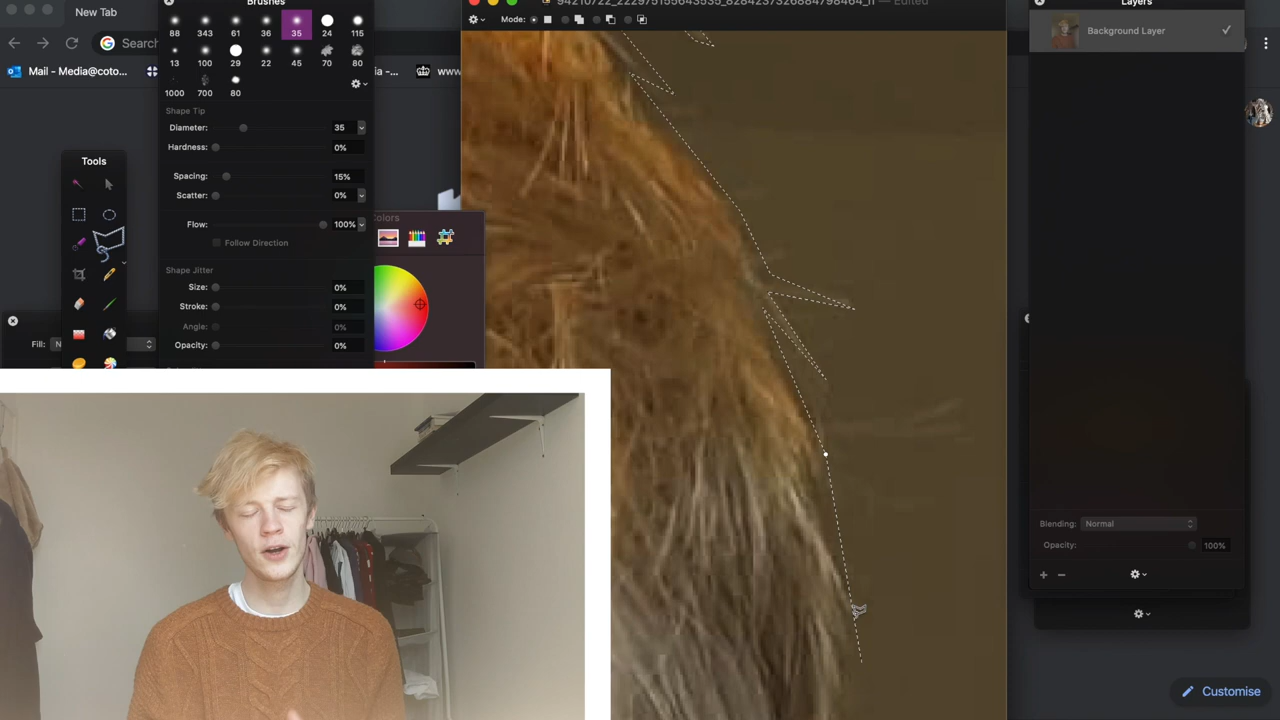 Brushes
94210722_222975155643535_8284237326884798464_n — Edited
Layers
New Tab
88 343 61 36 35 24 115
Mode:
Background Layer
Search
13 100 29 22 45 70 80
Mail - Media@coto...
ia -...
www
1000 700 80
Shape Tip
Diameter: 35
Hardness: 0%
Tools
Spacing: 15%
Scatter: 0%
Flow: 100%
Colors
Follow Direction
Shape Jitter
Size: 0%
Stroke: 0%
Angle: 0%
Fill: N
Opacity: 0%
Blending: Normal
Opacity: 100%
Customise